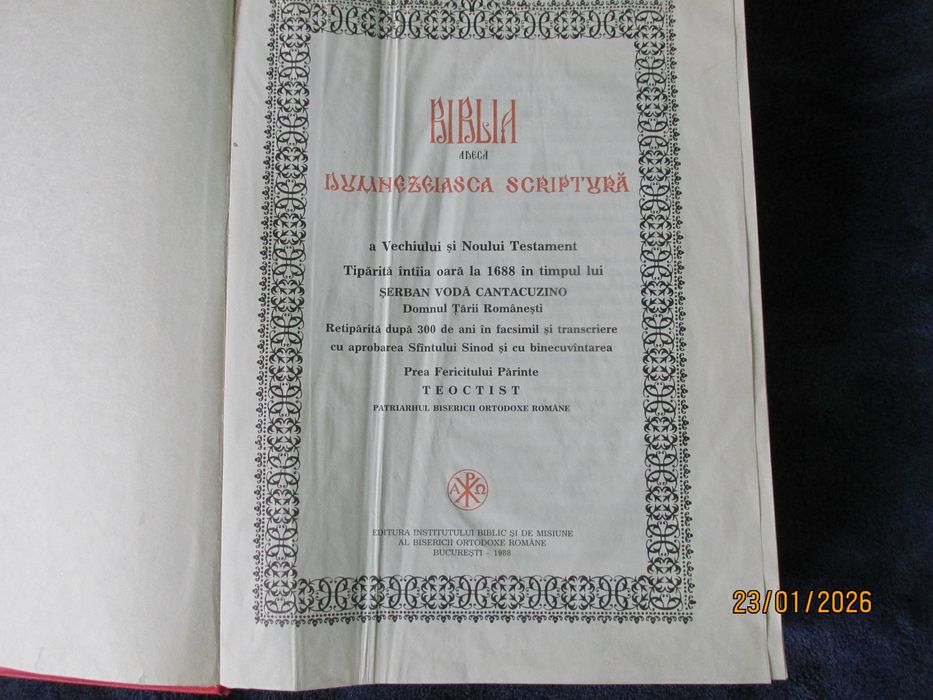 BIBLIA
ADECĂ
DUMNEZEIASCA SCRIPTURĂ
a Vechiului și Noului Testament
Tipărită întîia oară la 1688 în timpul lui
ȘERBAN VODĂ CANTACUZINO
Domnul Țării Românești
Retipărită după 300 de ani în facsimil și transcriere
cu aprobarea Sfîntului Sinod și cu binecuvîntarea
Prea Fericitului Părinte
TEOCTIST
PATRIARHUL BISERICII ORTODOXE ROMÂNE
A P Ω
EDITURA INSTITUTULUI BIBLIC ȘI DE MISIUNE
AL BISERICII ORTODOXE ROMÂNE
BUCUREȘTI – 1988
23/01/2026